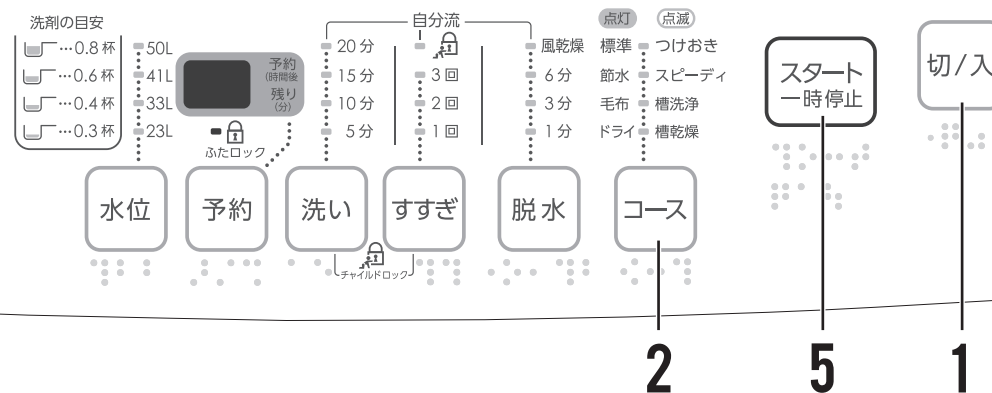 洗剤の目安
…0.8杯
…0.6杯
…0.4杯
…0.3杯
50L
41L
33L
23L
予約
(時間後)
残り
(分)
ふたロック
自分流
20分
15分
10分
5分
3回
2回
1回
風乾燥
6分
3分
1分
点灯
点滅
標準
つけおき
節水
スピーディ
毛布
槽洗浄
ドライ
槽乾燥
スタート
一時停止
切/入
水位
予約
洗い
すすぎ
脱水
コース
チャイルドロック
2
5
1